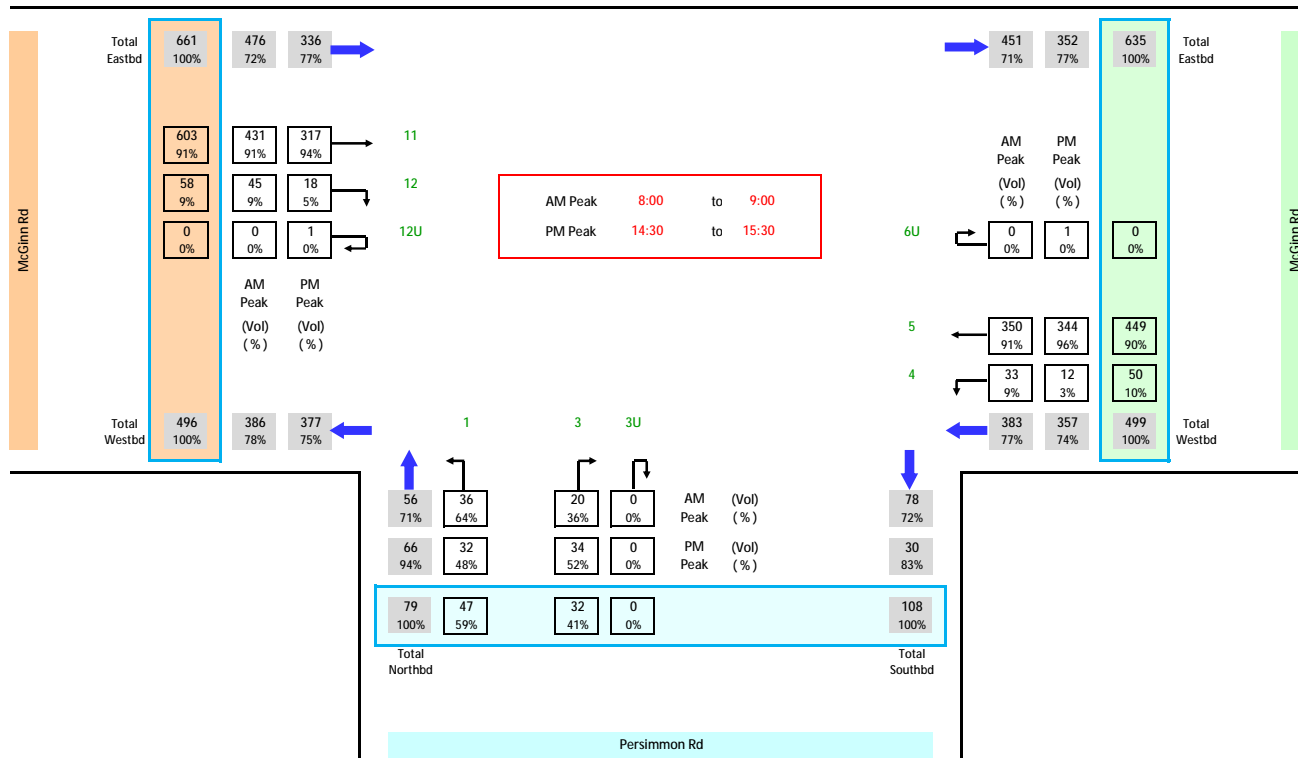 Total 661 476 336 451 352 635 Total
Eastbd 100% 72% 77% 71% 77% 100% Eastbd
603 431 317 11
91% 91% 94%
AM PM
Peak Peak
58 45 18 12
9% 9% 5%
(Vol) (Vol)
(%) (%)
AM Peak 8:00 to 9:00
PM Peak 14:30 to 15:30
0 0 1 12U
0% 0% 0%
6U 0 1 0
0% 0% 0%
McGinn Rd
McGinn Rd
AM PM
Peak Peak
(Vol) (Vol)
(%) (%)
5 350 344 449
91% 96% 90%
4 33 12 50
9% 3% 10%
Total 496 386 377 1 3 3U 383 357 499 Total
Westbd 100% 78% 75% 77% 74% 100% Westbd
56 36 20 0 AM (Vol) 78
71% 64% 36% 0% Peak (%) 72%
66 32 34 0 PM (Vol) 30
94% 48% 52% 0% Peak (%) 83%
79 47 32 0 108
100% 59% 41% 0% 100%
Total Total
Northbd Southbd
Persimmon Rd